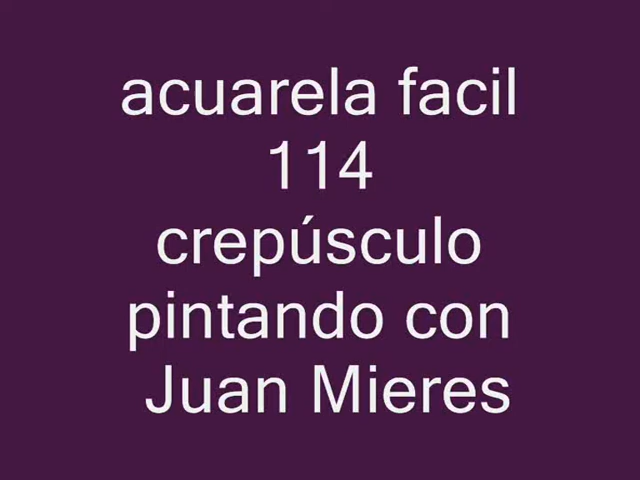 acuarela facil
114
crepúsculo
pintando con
Juan Mieres